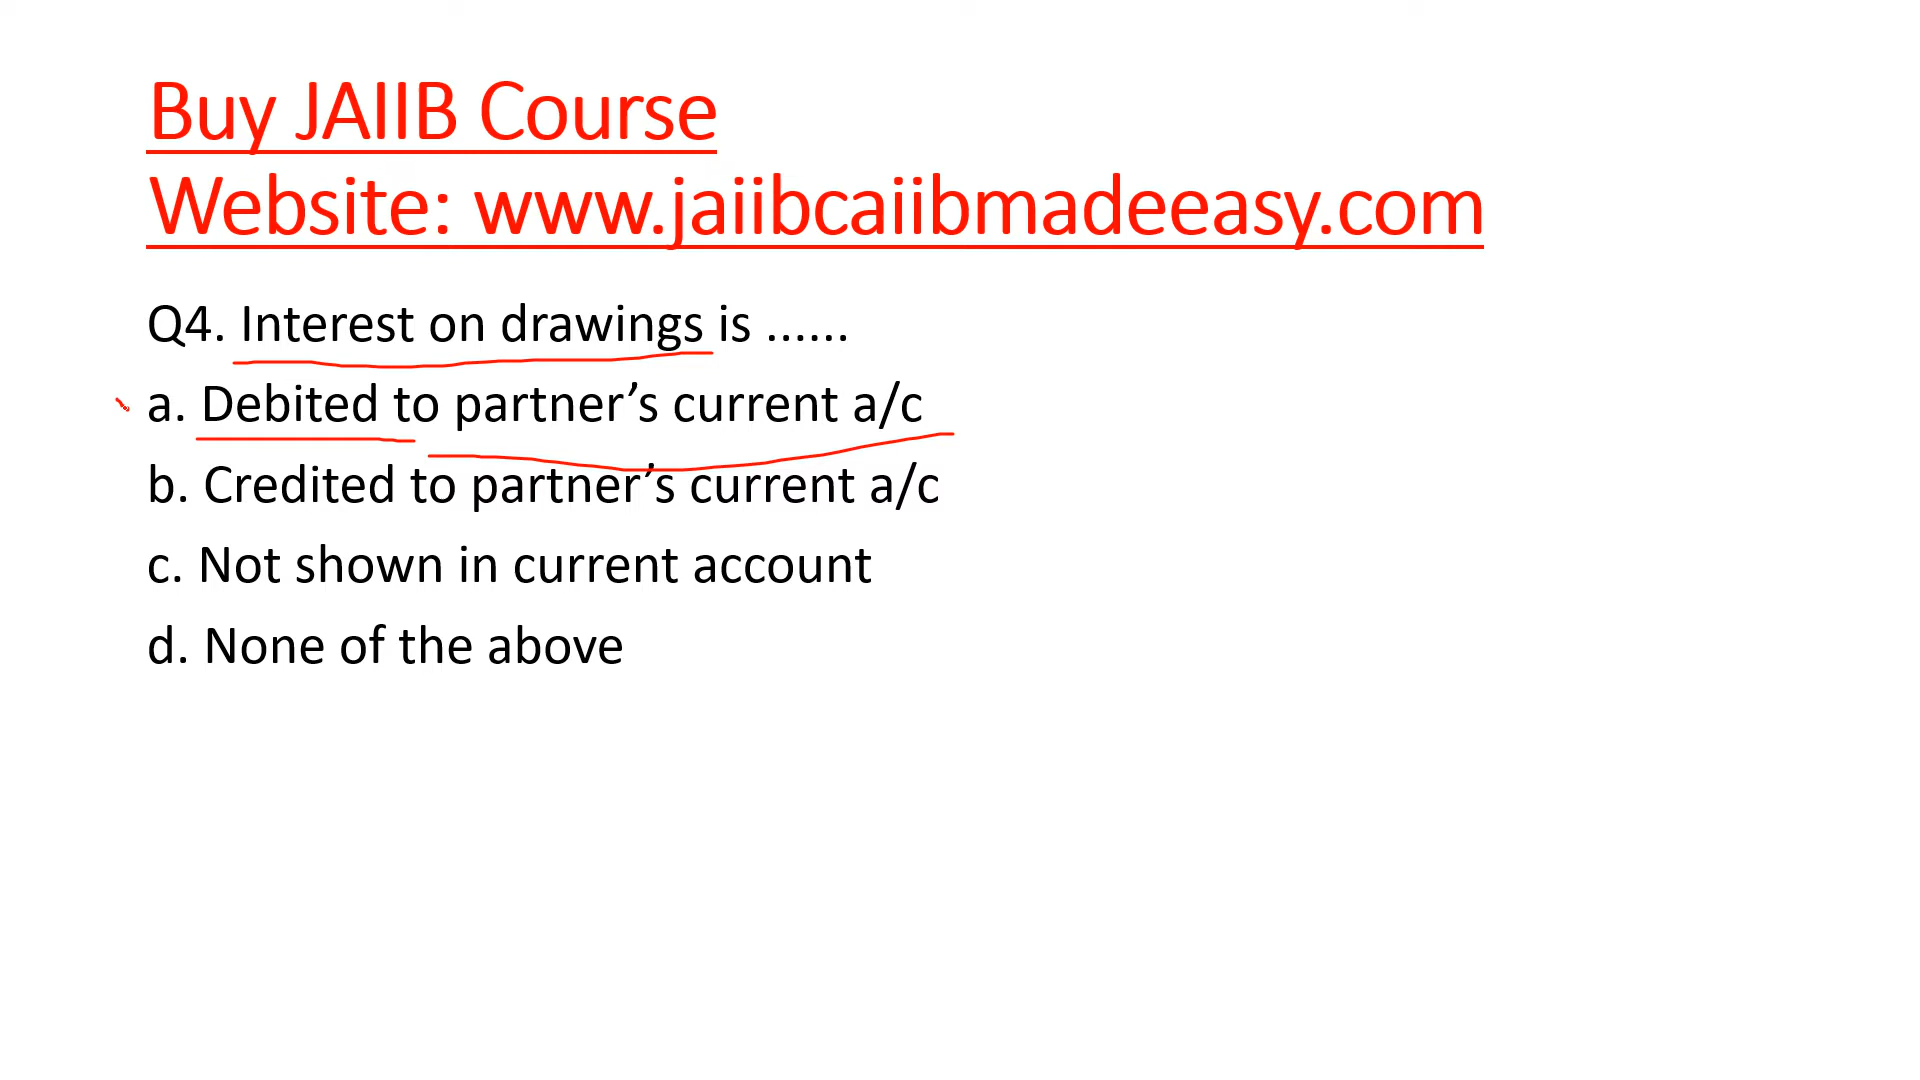 Buy JAIIB Course
Website: www.jaiibcaiibmadeeasy.com
Q4. Interest on drawings is ......
a. Debited to partner’s current a/c
b. Credited to partner’s current a/c
c. Not shown in current account
d. None of the above